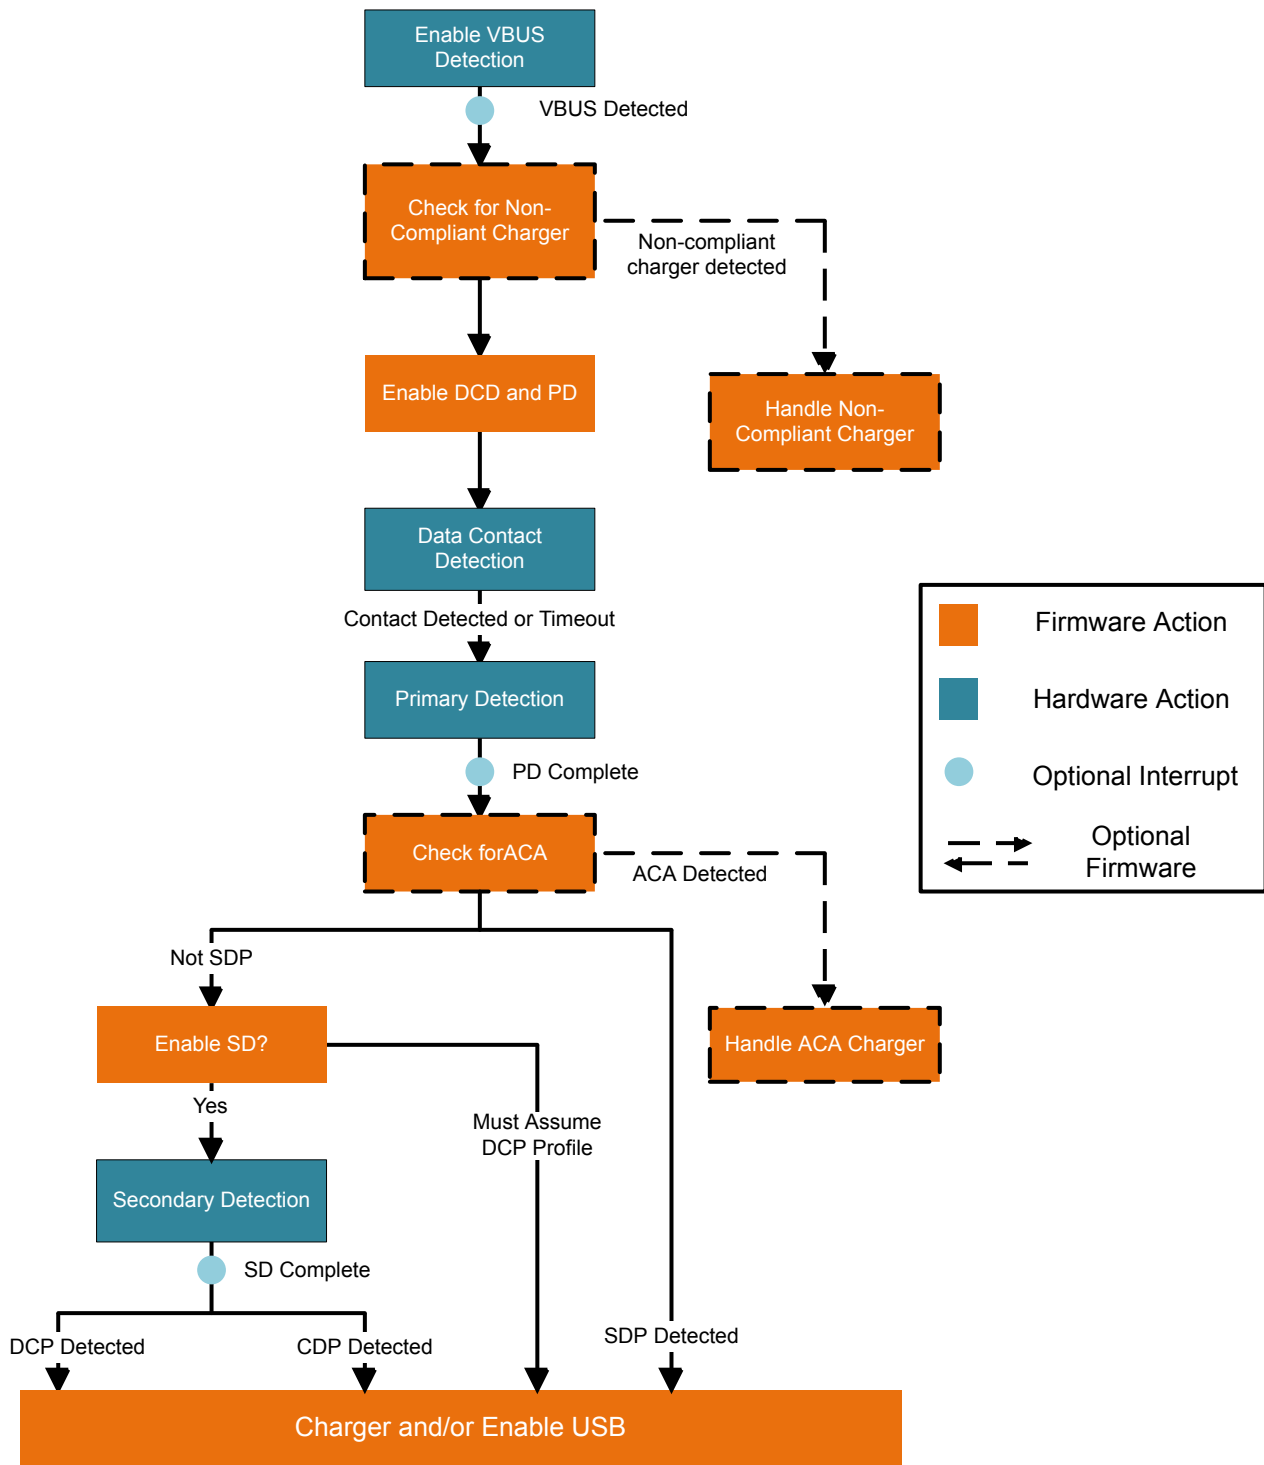 Enable VBUS
Detection
VBUS Detected
Check for Non-
Compliant Charger
Non-compliant
charger detected
Enable DCD and PD
Handle Non-
Compliant Charger
Data Contact
Detection
Contact Detected or Timeout
Primary Detection
PD Complete
Check forACA
ACA Detected
Not SDP
Enable SD?
Handle ACA Charger
Yes
Must Assume
DCP Profile
Secondary Detection
SD Complete
DCP Detected
CDP Detected
SDP Detected
Charger and/or Enable USB
Firmware Action
Hardware Action
Optional Interrupt
Optional
Firmware